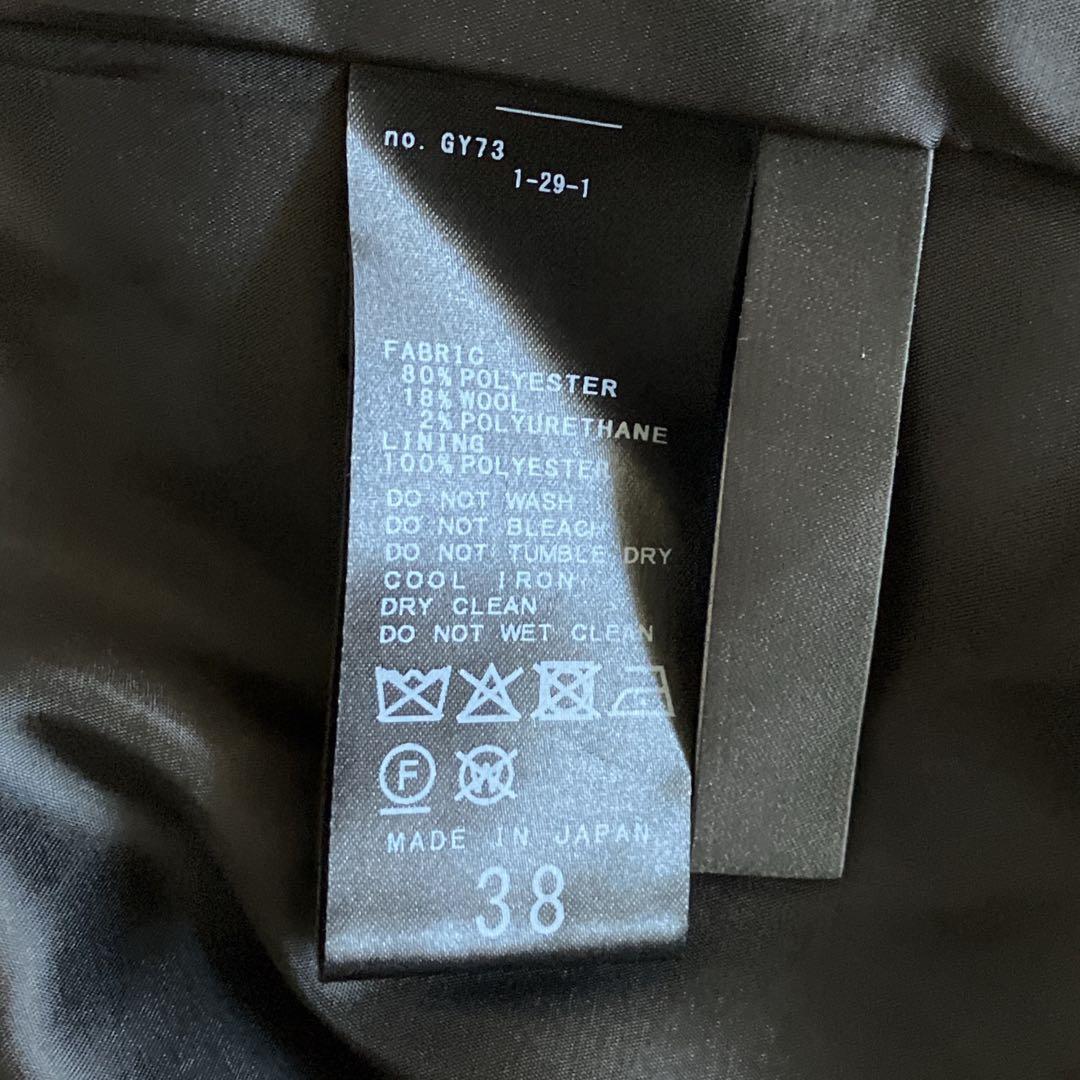 no. GY73
1-29-1
FABRIC
80% POLYESTER
18% WOOL
2% POLYURETHANE
LINING
100% POLYESTER
DO NOT WASH
DO NOT BLEACH
DO NOT TUMBLE DRY
COOL IRON
DRY CLEAN
DO NOT WET CLEAN
F W
MADE IN JAPAN
38